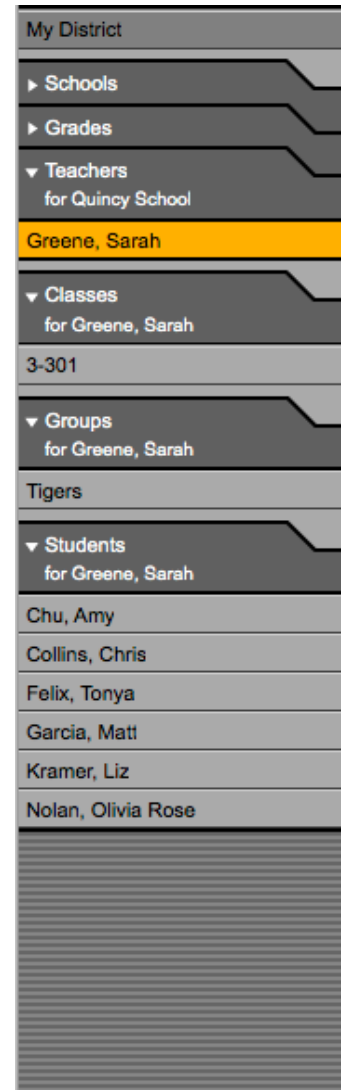 My District
Schools
Grades
Teachers
for Quincy School
Greene, Sarah
Classes
for Greene, Sarah
3-301
Groups
for Greene, Sarah
Tigers
Students
for Greene, Sarah
Chu, Amy
Collins, Chris
Felix, Tonya
Garcia, Matt
Kramer, Liz
Nolan, Olivia Rose